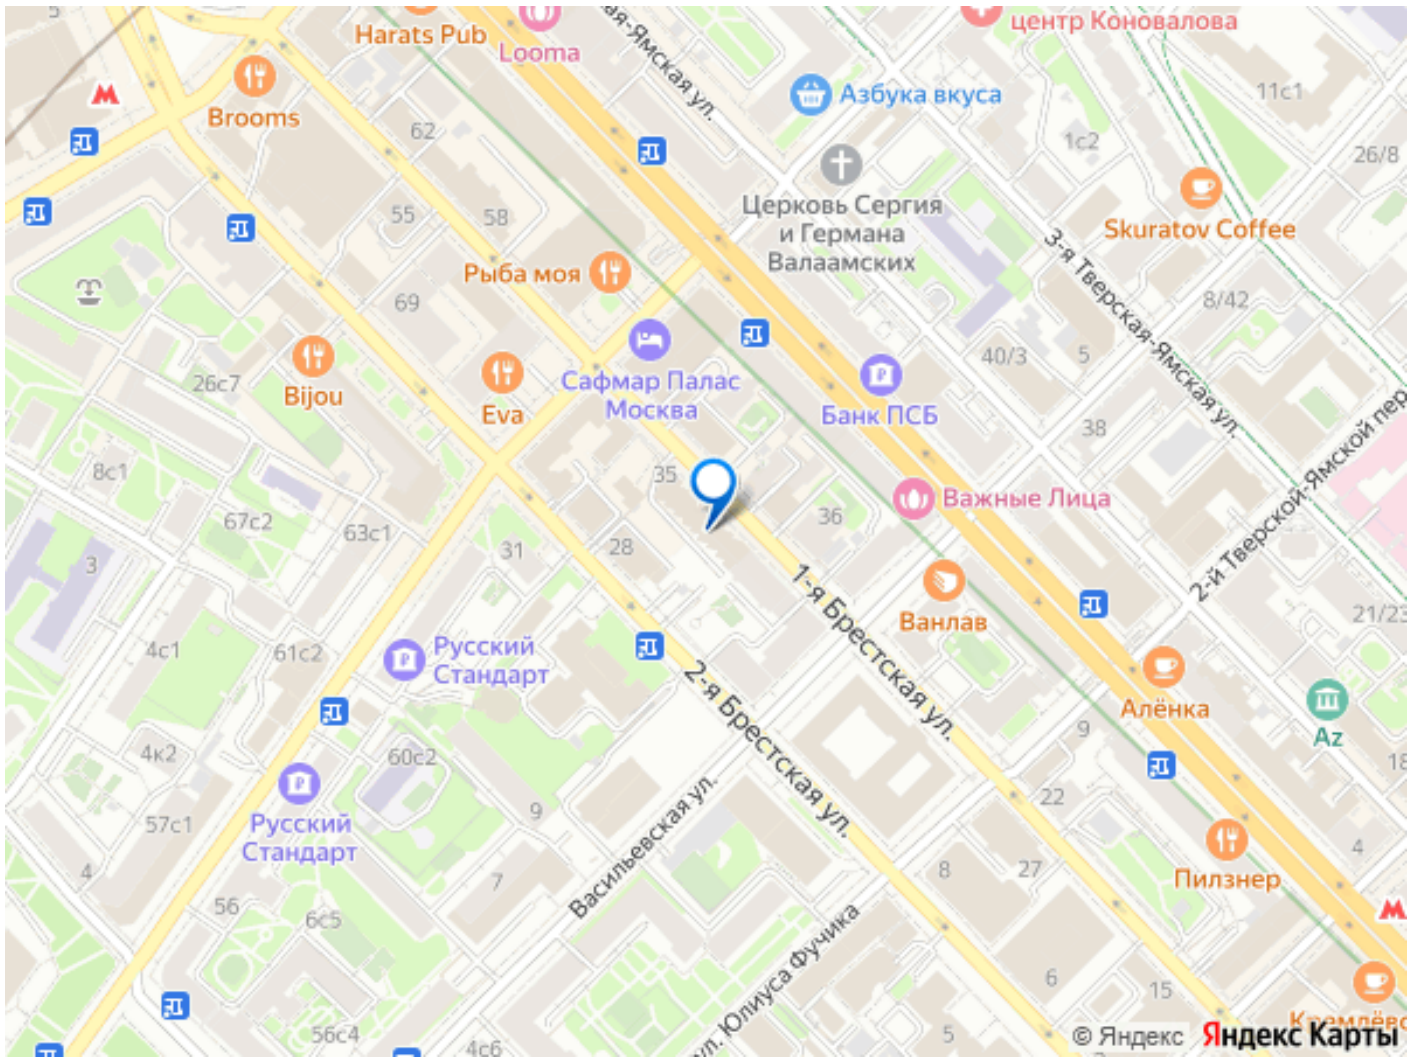 Harats Pub
Looma
центр Коновалова
Азбука вкуса
11с1
Brooms
62
1с2
26/8
Церковь Сергия
и Германа
Валаамских
Skuratov Coffee
55
58
Рыба моя
3-я Тверская-Ямская ул.
69
8/42
40/3
5
26с7
Bijou
Eva
Сафмар Палас
Москва
Банк ПСБ
38
8с1
35
Важные Лица
67с2
63с1
36
31
28
3
2-й Тверской-Ямской пер
1-я Брестская ул.
Ванлав
21/23
4с1
61с2
Русский
Стандарт
2-я Брестская ул.
Алёнка
Az
9
4к2
60с2
22
18
57с1
Русский
Стандарт
9
Васильевская ул.
4
7
8
27
Пилзнер
4
56
6с5
ул. Юлиуса Фучика
6
15
56с4
4с6
5
© Яндекс
Яндекс Карты